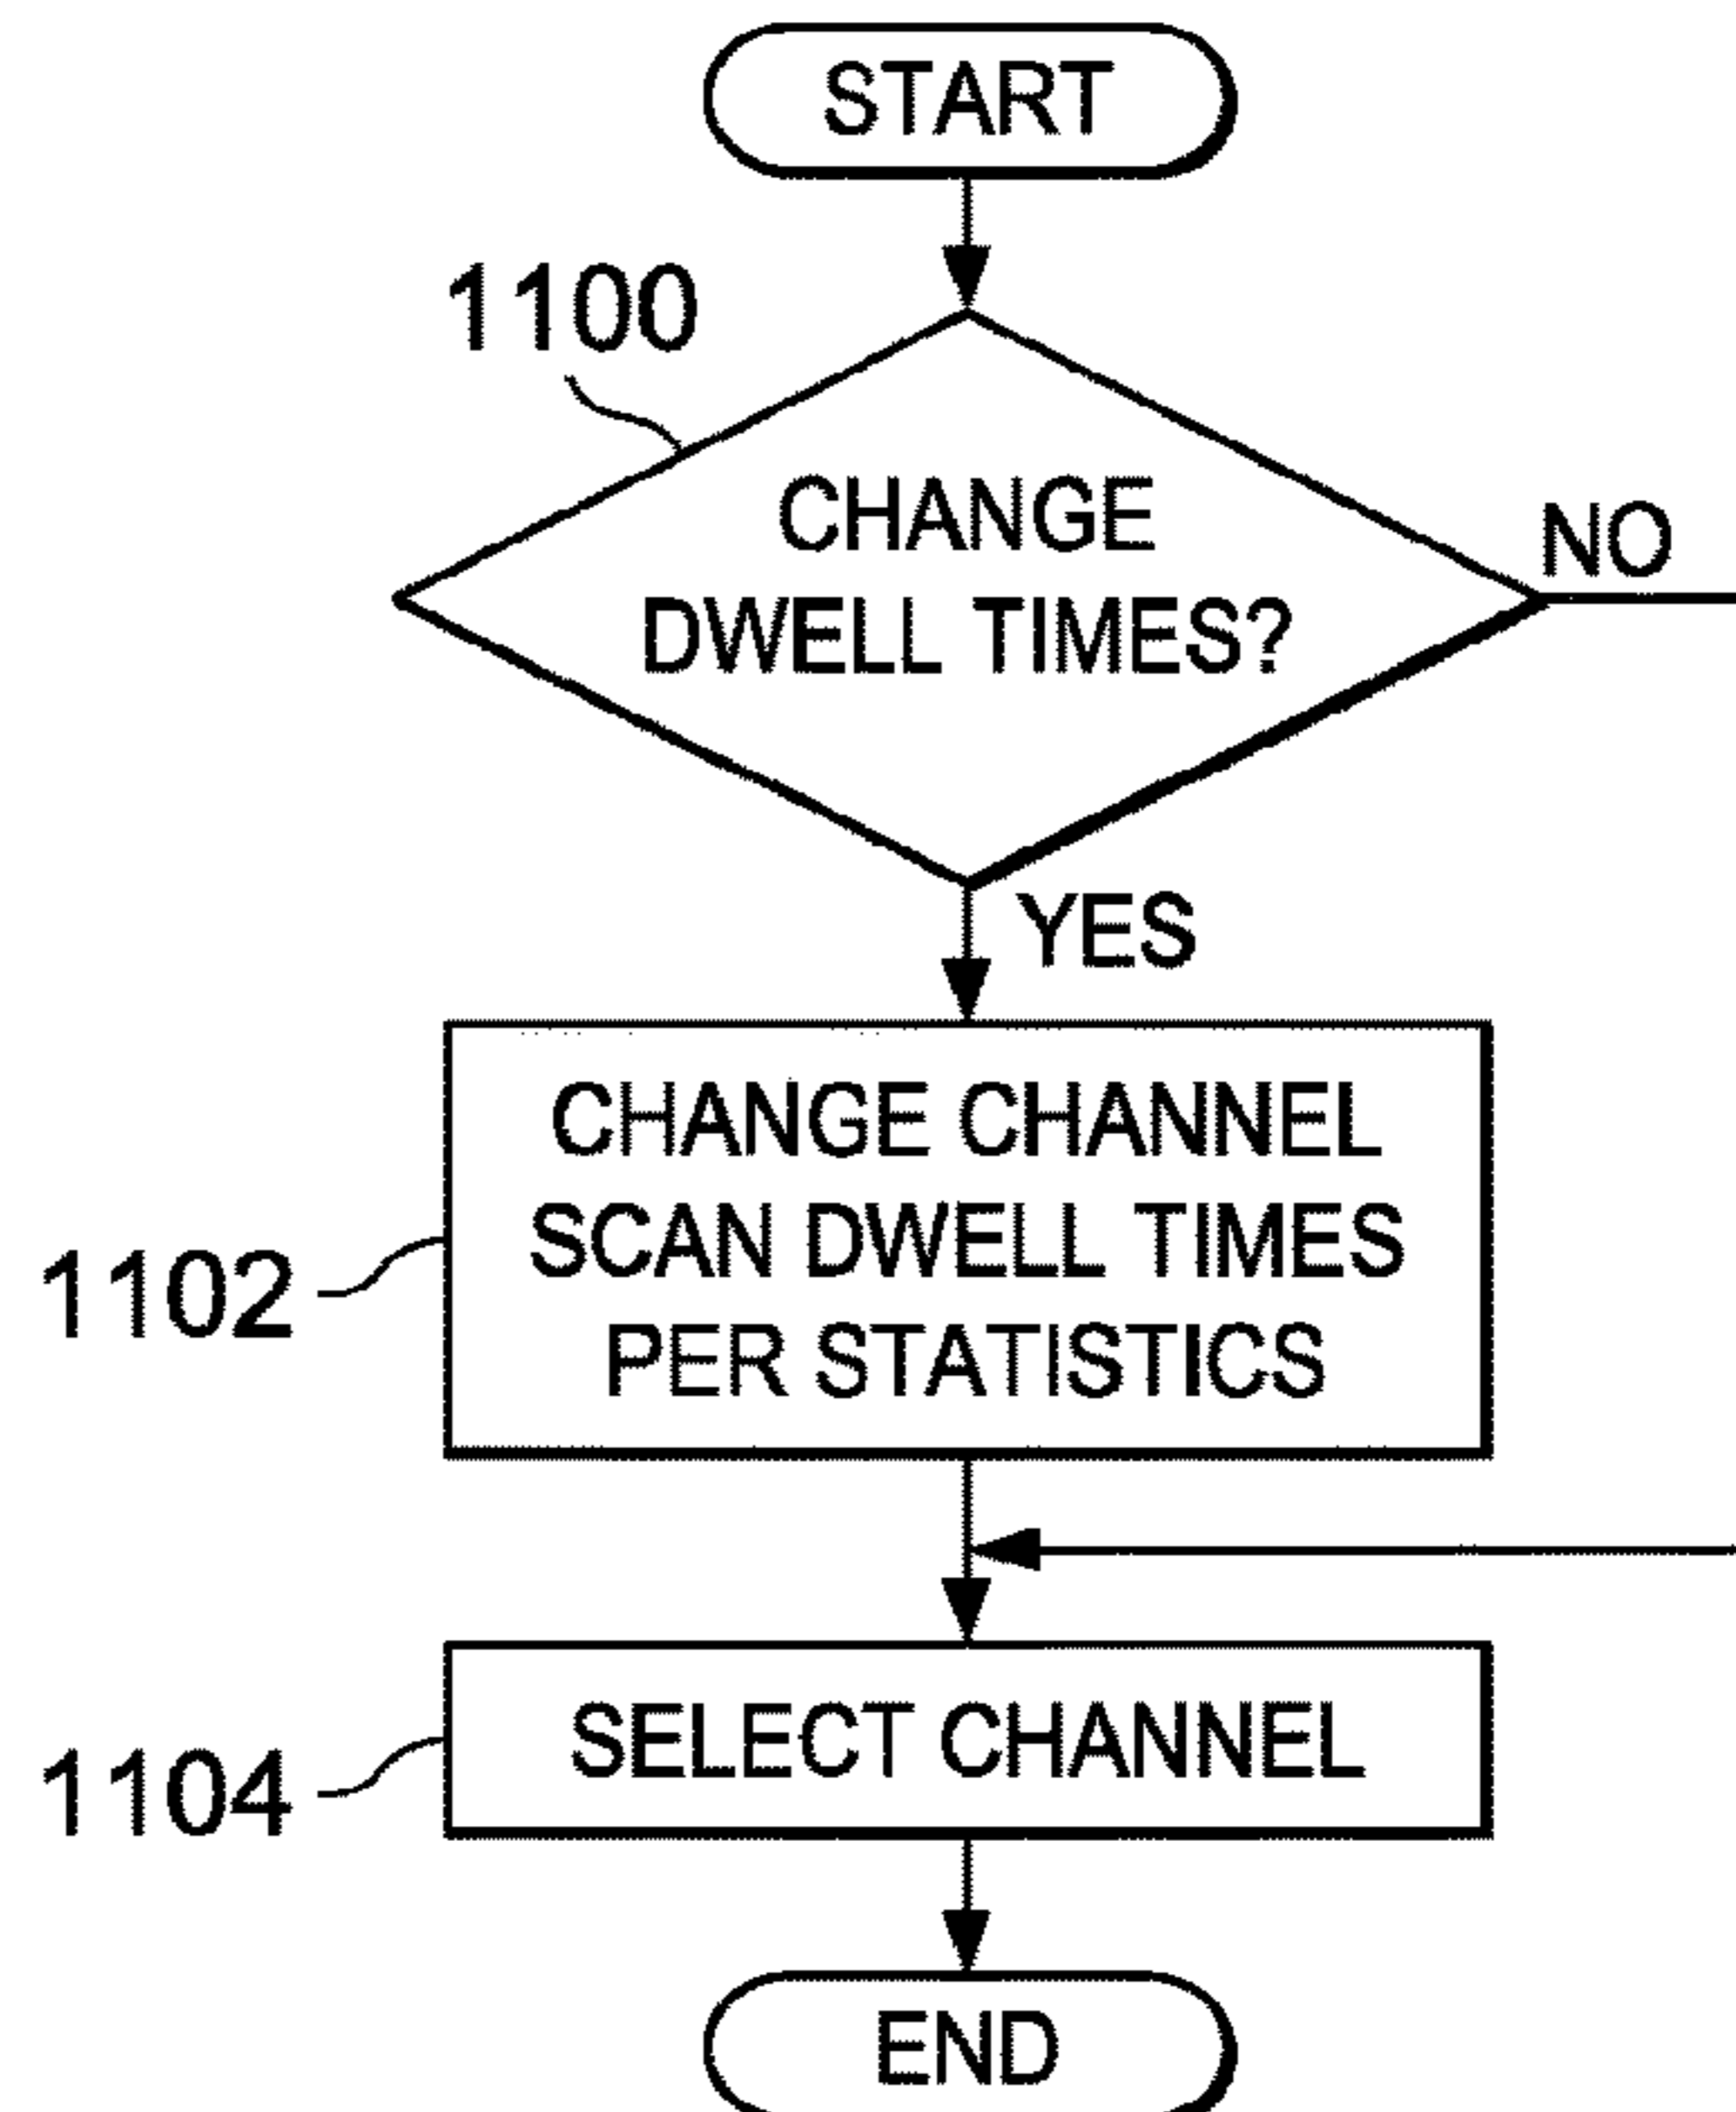 START
1100
CHANGE
DWELL TIMES?
NO
YES
CHANGE CHANNEL
SCAN DWELL TIMES
PER STATISTICS
1102
SELECT CHANNEL
1104
END